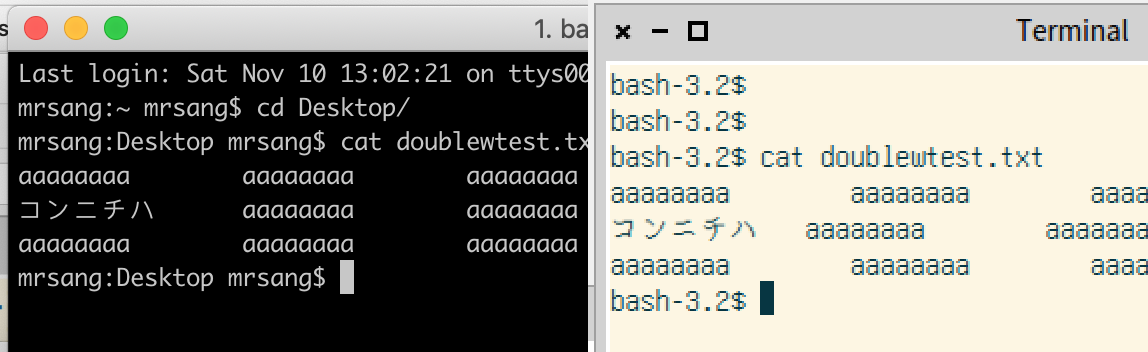 1. ba
Last login: Sat Nov 10 13:02:21 on ttys00
mrsang:~ mrsang$ cd Desktop/
mrsang:Desktop mrsang$ cat doublewtest.tx
aaaaaaaa aaaaaaaa aaaaaaaa
コンニチハ aaaaaaaa aaaaaaaa
aaaaaaaa aaaaaaaa aaaaaaaa
mrsang:Desktop mrsang$
Terminal
bash-3.2$
bash-3.2$
bash-3.2$ cat doublewtest.txt
aaaaaaaa aaaaaaaa aaaa
コンニチハ aaaaaaaa aaaaaaa
aaaaaaaa aaaaaaaa aaaa
bash-3.2$